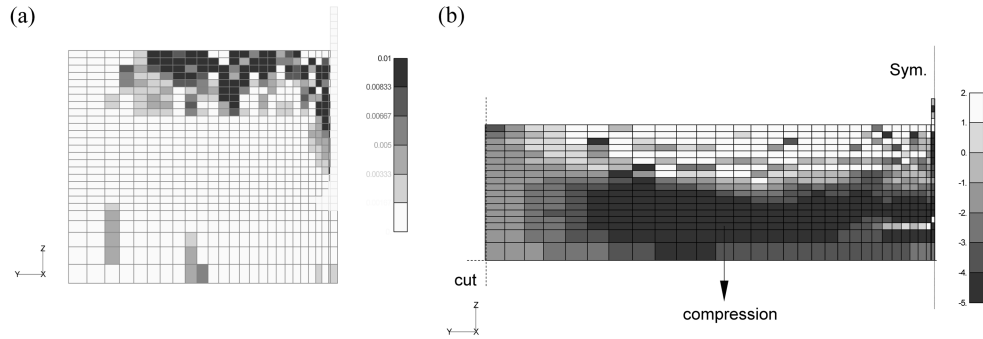 (a)
0.01
0.00833
0.00667
0.005
0.00333
Z
Y
X
(b)
Sym.
2.
1.
0.
-1.
-2.
-3.
-4.
-5.
cut
Z
Y
X
compression